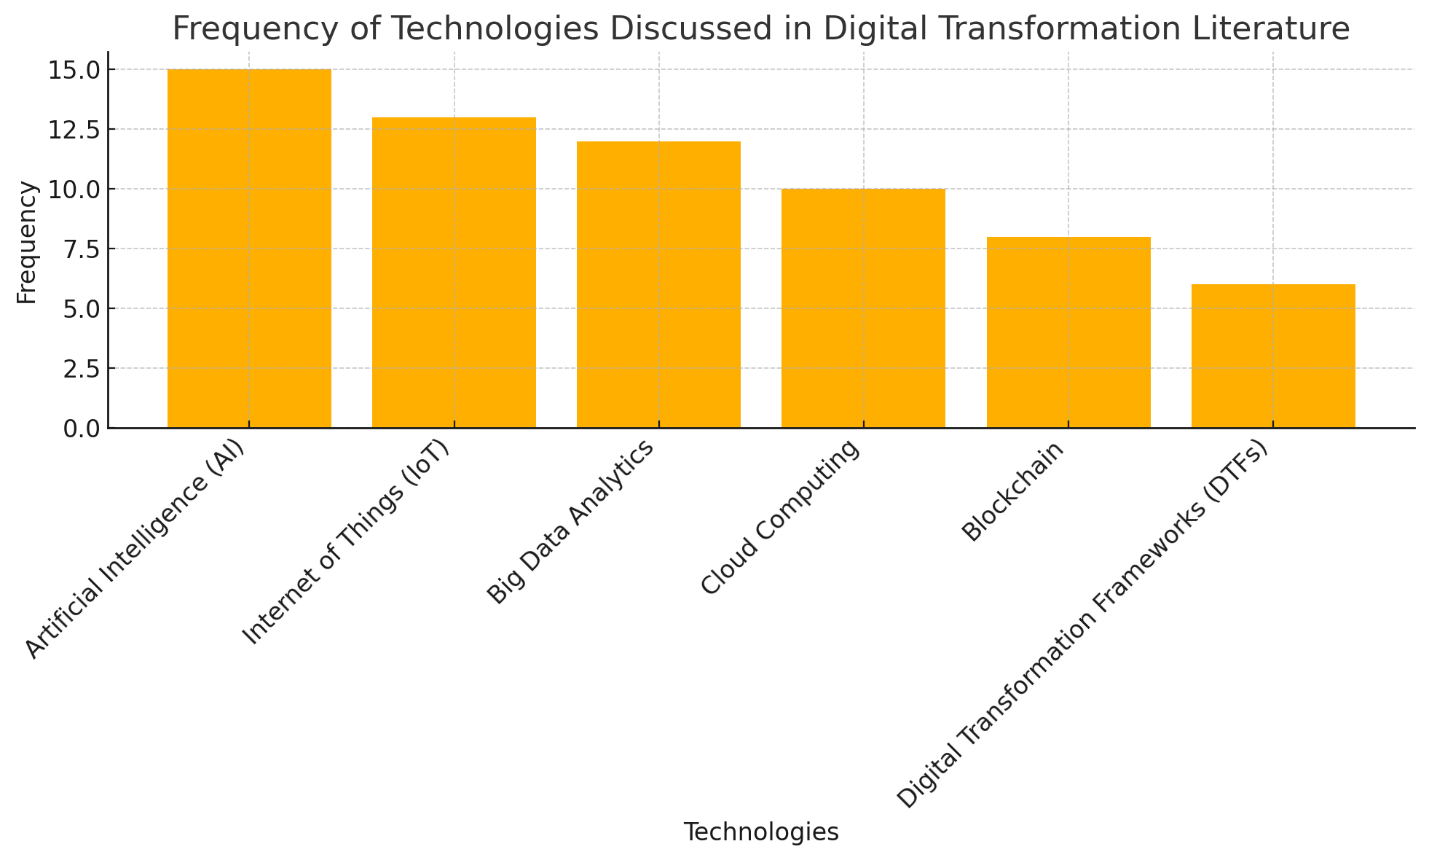 Frequency of Technologies Discussed in Digital Transformation Literature
Frequency
15.0
12.5
10.0
7.5
5.0
2.5
0.0
Artificial Intelligence (AI)
Internet of Things (IoT)
Big Data Analytics
Cloud Computing
Blockchain
Digital Transformation Frameworks (DTFs)
Technologies